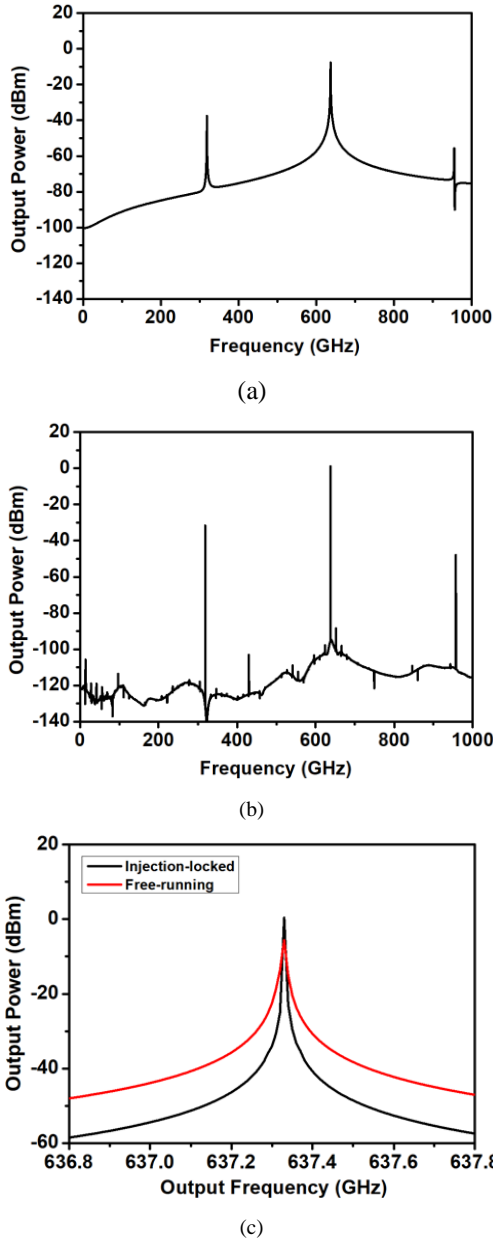 20
0
-20
-40
-60
-80
-100
-120
-140
Output Power (dBm)
0 200 400 600 800 1000
Frequency (GHz)
(a)
20
0
-20
-40
-60
-80
-100
-120
-140
Output Power (dBm)
0 200 400 600 800 1000
Frequency (GHz)
(b)
20
0
-20
-40
-60
Output Power (dBm)
Injection-locked
Free-running
636.8 637.0 637.2 637.4 637.6 637.8
Output Frequency (GHz)
(c)